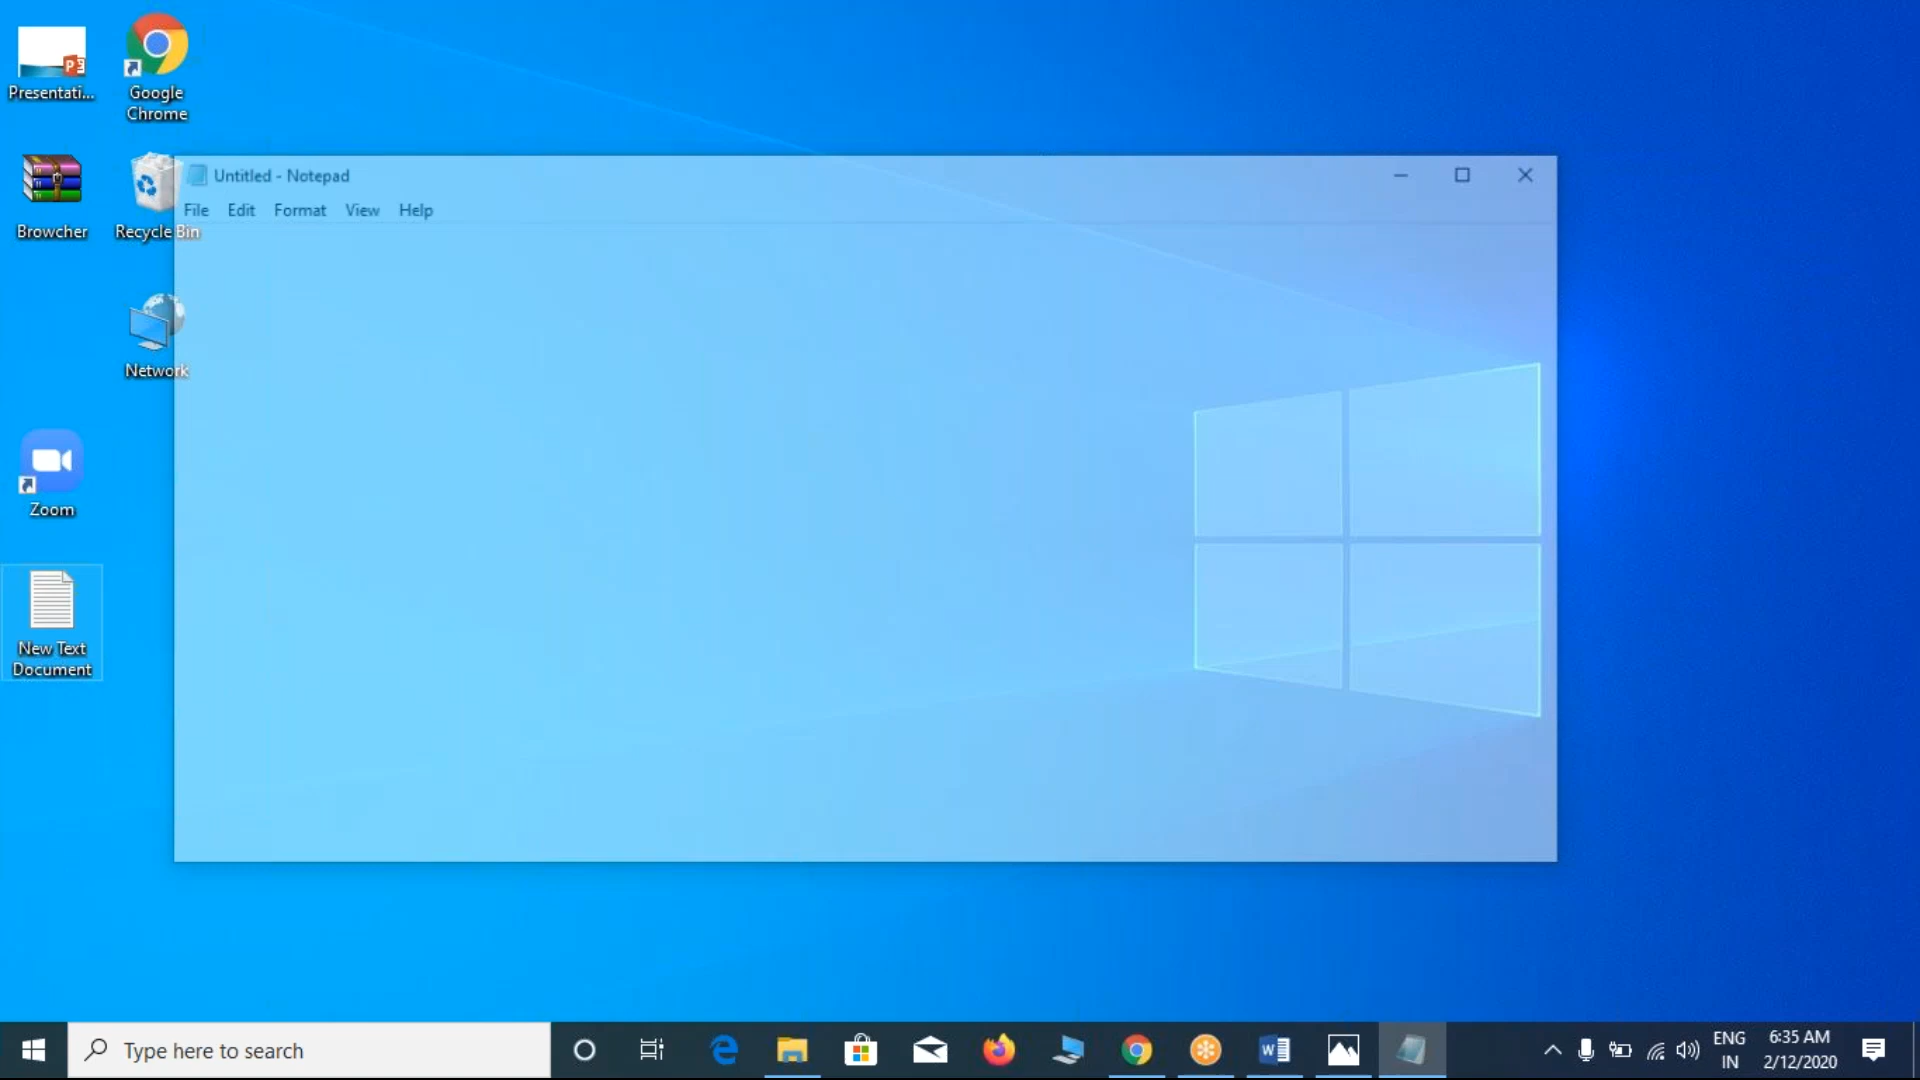 Presentati...
Google
Chrome
Browcher
Recycle Bin
Network
Zoom
New Text
Document
Untitled - Notepad
File Edit Format View Help
Type here to search
ENG
IN
6:35 AM
2/12/2020